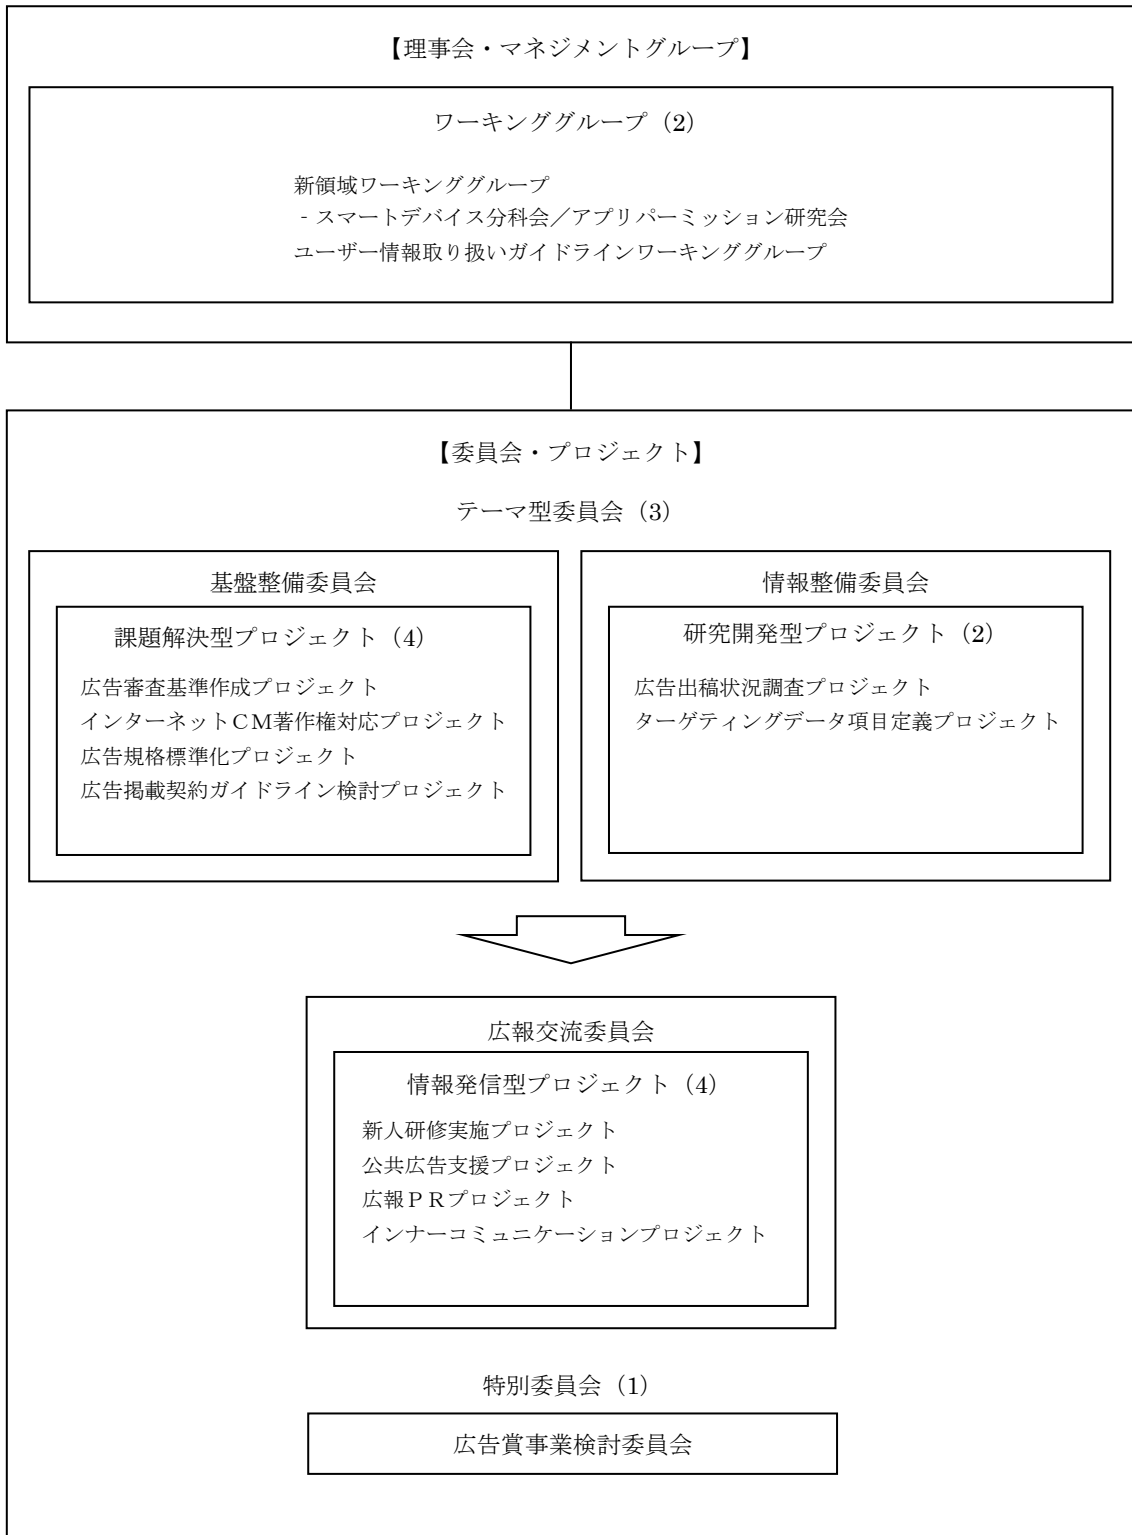 【理事会・マネジメントグループ】
ワーキンググループ（2）
新領域ワーキンググループ
‐スマートデバイス分科会／アプリパーミッション研究会
ユーザー情報取り扱いガイドラインワーキンググループ
【委員会・プロジェクト】
テーマ型委員会（3）
基盤整備委員会
課題解決型プロジェクト（4）
広告審査基準作成プロジェクト
インターネットＣＭ著作権対応プロジェクト
広告規格標準化プロジェクト
広告掲載契約ガイドライン検討プロジェクト
情報整備委員会
研究開発型プロジェクト（2）
広告出稿状況調査プロジェクト
ターゲティングデータ項目定義プロジェクト
広報交流委員会
情報発信型プロジェクト（4）
新人研修実施プロジェクト
公共広告支援プロジェクト
広報ＰＲプロジェクト
インナーコミュニケーションプロジェクト
特別委員会（1）
広告賞事業検討委員会